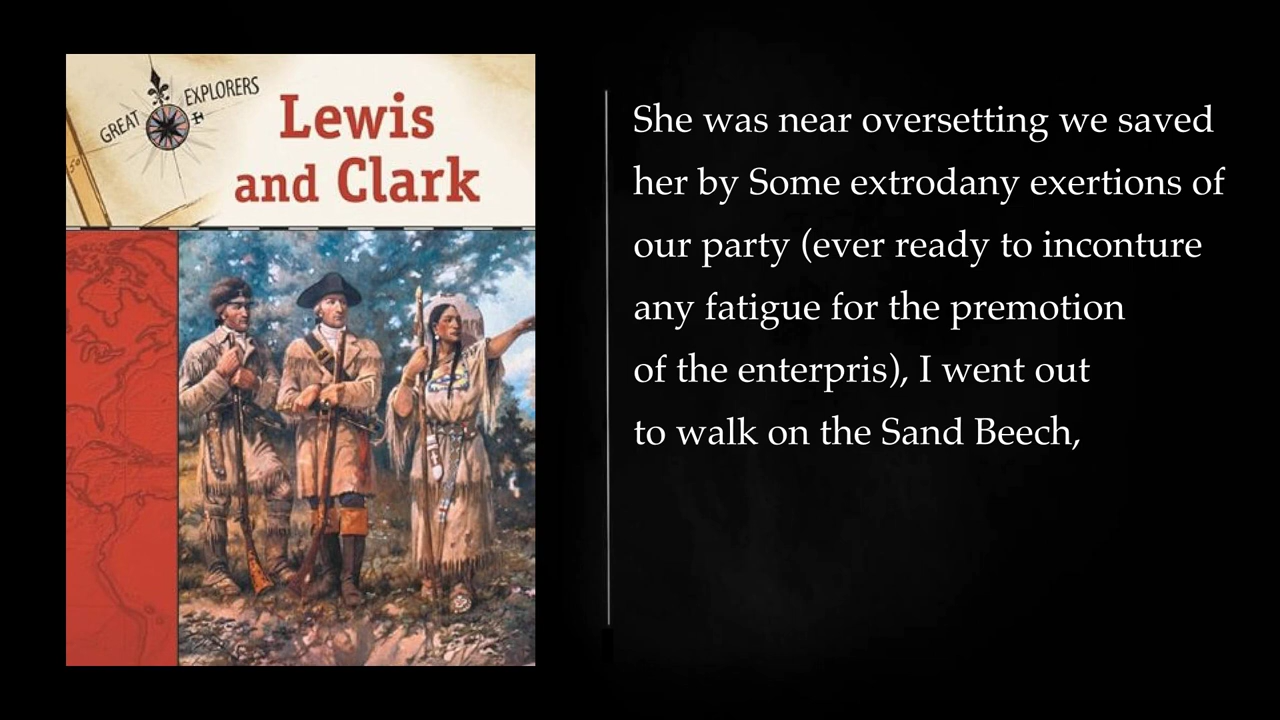 GREAT EXPLORERS
Lewis
and Clark
50
She was near oversetting we saved
her by Some extrodany exertions of
our party (ever ready to inconture
any fatigue for the premotion
of the enterpris), I went out
to walk on the Sand Beech,